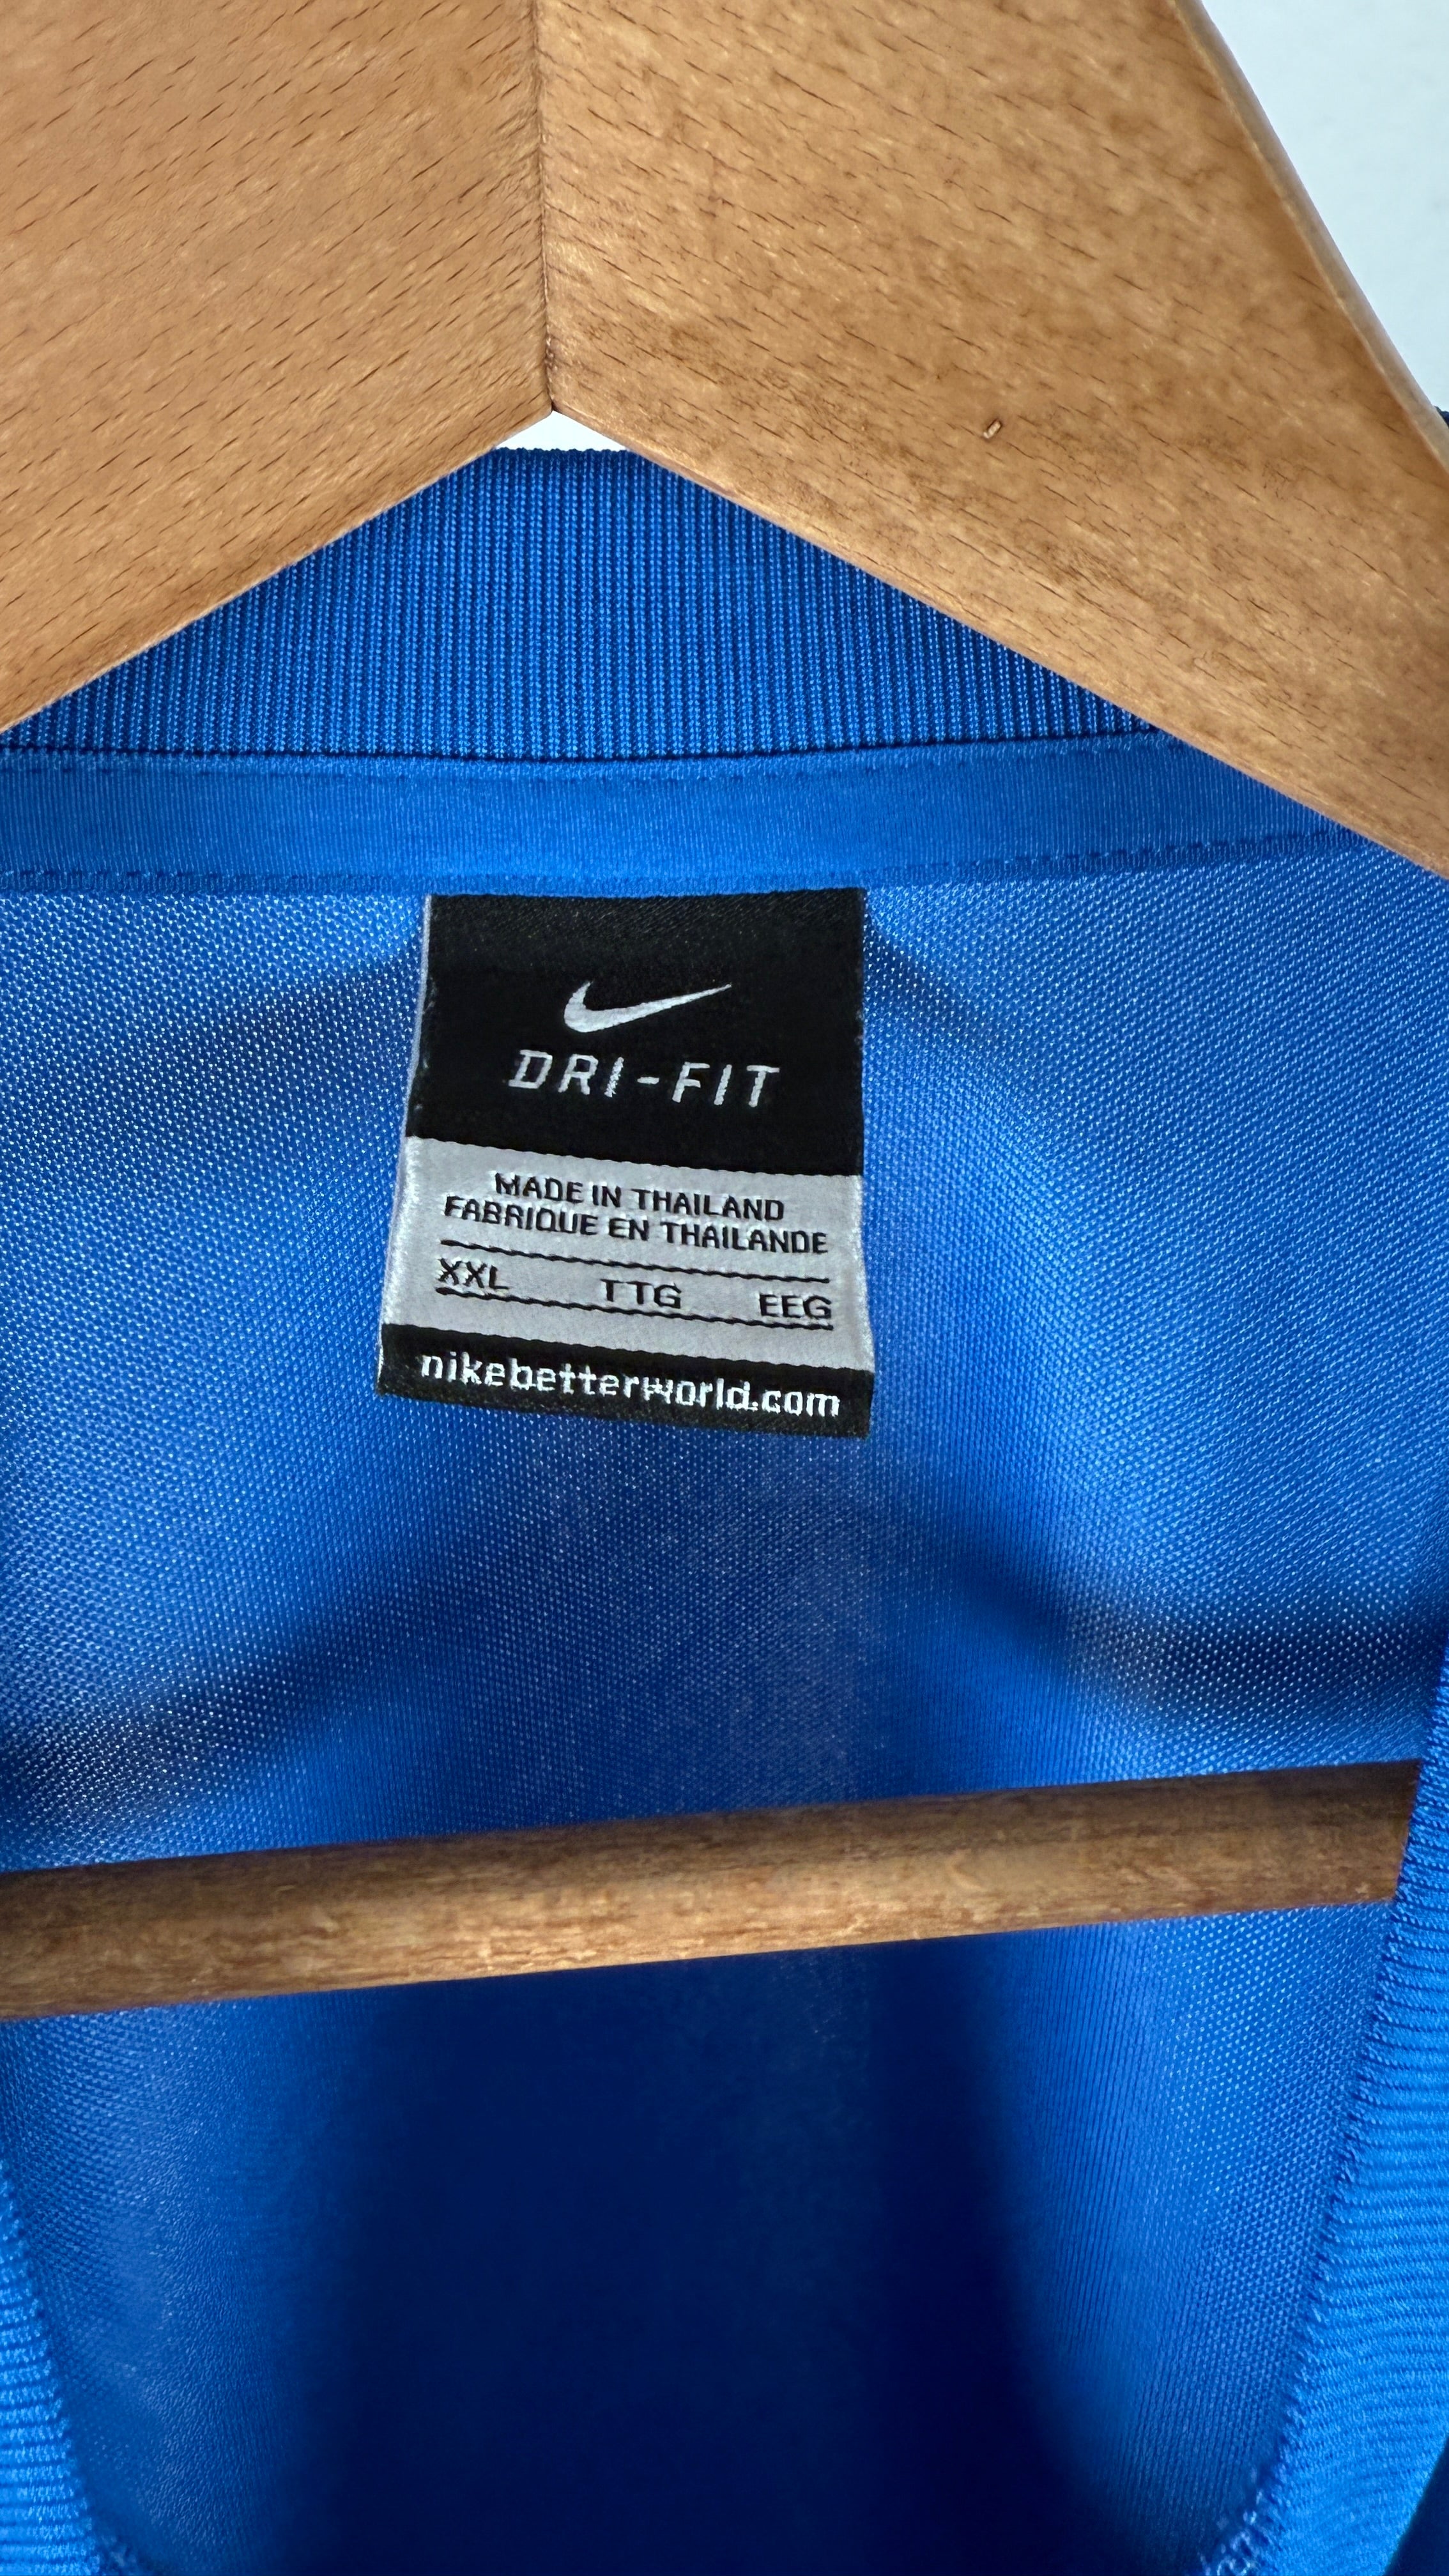 DRI-FIT
MADE IN THAILAND
FABRIQUE EN THAILANDE
XXL TTG EEG
nikebetterworld.com